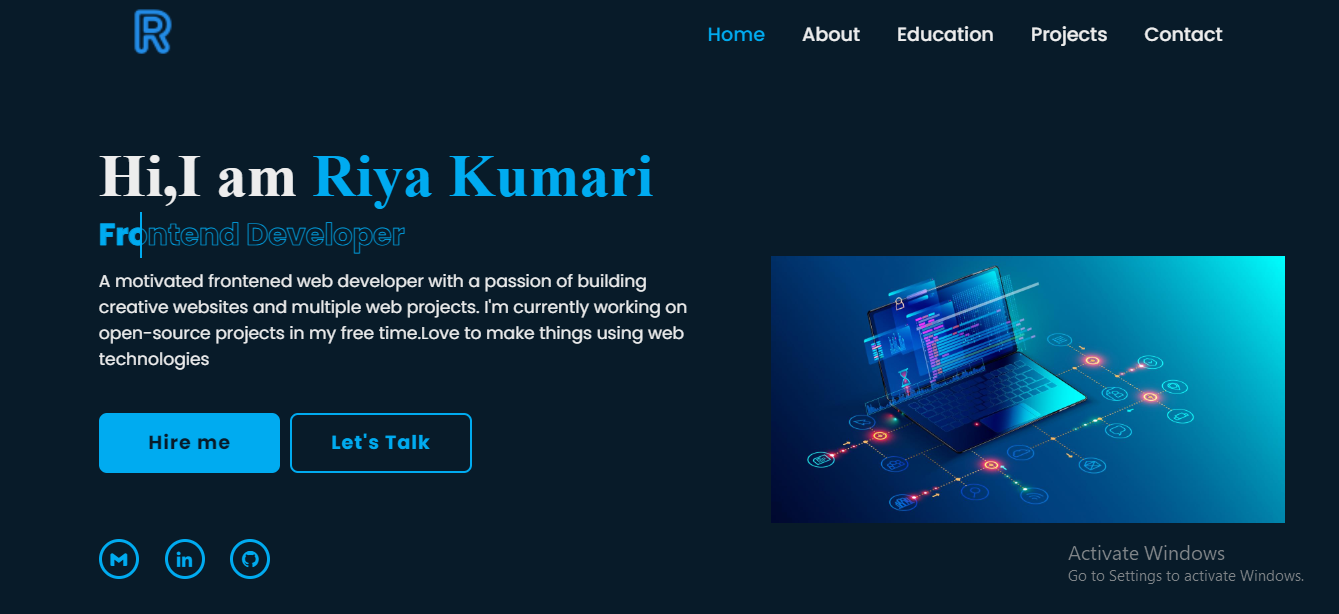 R
Home About Education Projects Contact
Hi,I am Riya Kumari
Frontend Developer
A motivated frontened web developer with a passion of building
creative websites and multiple web projects. I'm currently working on
open-source projects in my free time.Love to make things using web
technologies
Hire me Let's Talk
M in
Activate Windows
Go to Settings to activate Windows.